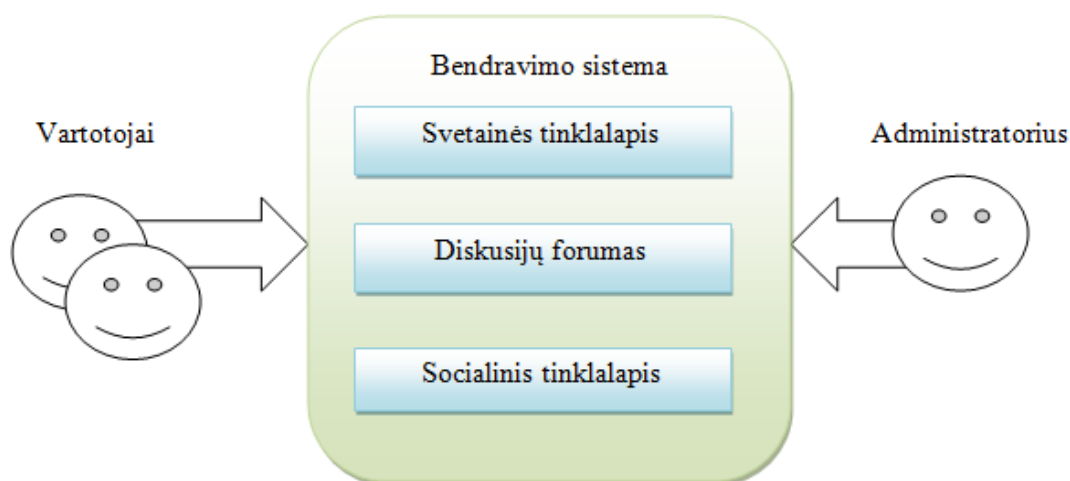 Bendravimo sistema
Vartotojai
Svetainės tinklalapis
Administratorius
Diskusijų forumas
Socialinis tinklalapis